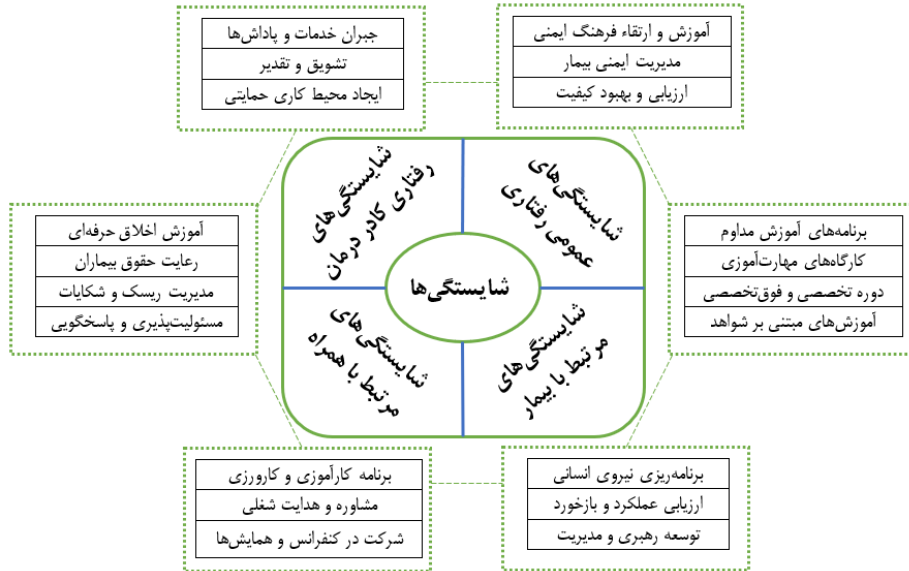 آموزش و ارتقاء فرهنگ ایمنی
مدیریت ایمنی بیمار
ارزیابی و بهبود کیفیت
جبران خدمات و پاداش‌ها
تشویق و تقدیر
ایجاد محیط کاری حمایتی
شایستگی‌های
عمومی رفتاری
شایستگی‌های
رفتاری کادر درمان
برنامه‌های آموزش مداوم
کارگاه‌های مهارت‌آموزی
دوره تخصصی و فوق‌تخصصی
آموزش‌های مبتنی بر شواهد
شایستگی‌ها
آموزش اخلاق حرفه‌ای
رعایت حقوق بیماران
مدیریت ریسک و شکایات
مسئولیت‌پذیری و پاسخگویی
شایستگی‌های
مرتبط با بیمار
شایستگی‌های
مرتبط با همراه
برنامه‌ریزی نیروی انسانی
ارزیابی عملکرد و بازخورد
توسعه رهبری و مدیریت
برنامه کارآموزی و کارورزی
مشاوره و هدایت شغلی
شرکت در کنفرانس و همایش‌ها